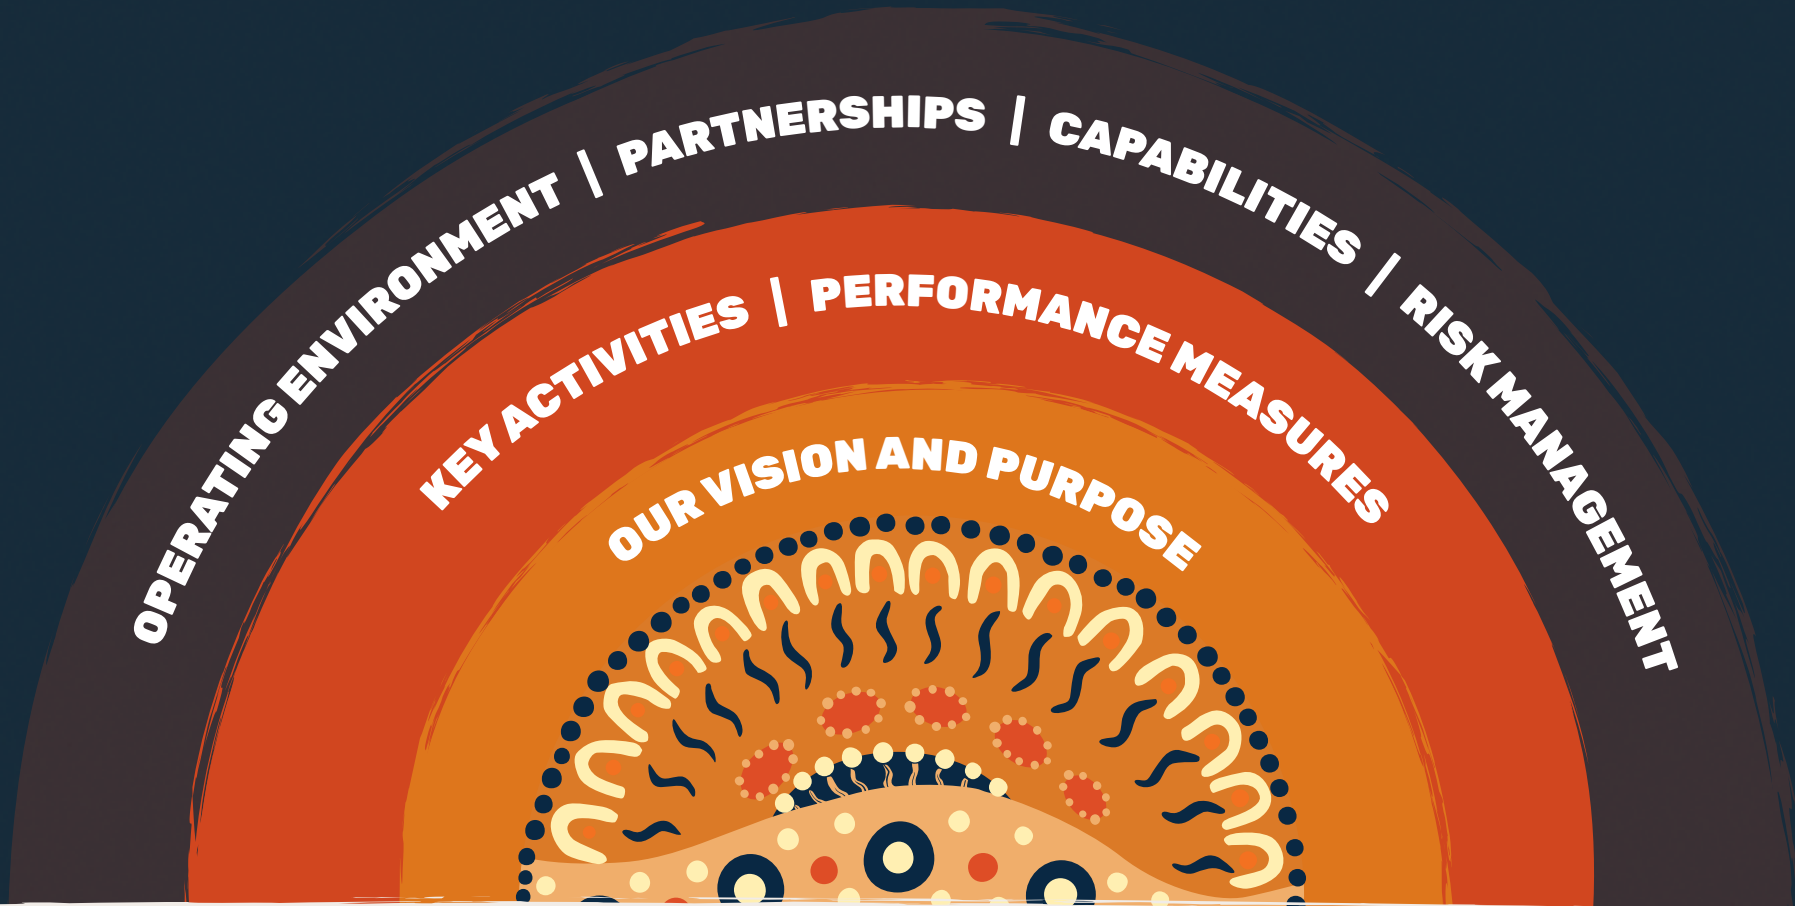 OPERATING ENVIRONMENT | PARTNERSHIPS | CAPABILITIES | RISK MANAGEMENT
KEY ACTIVITIES | PERFORMANCE MEASURES
OUR VISION AND PURPOSE